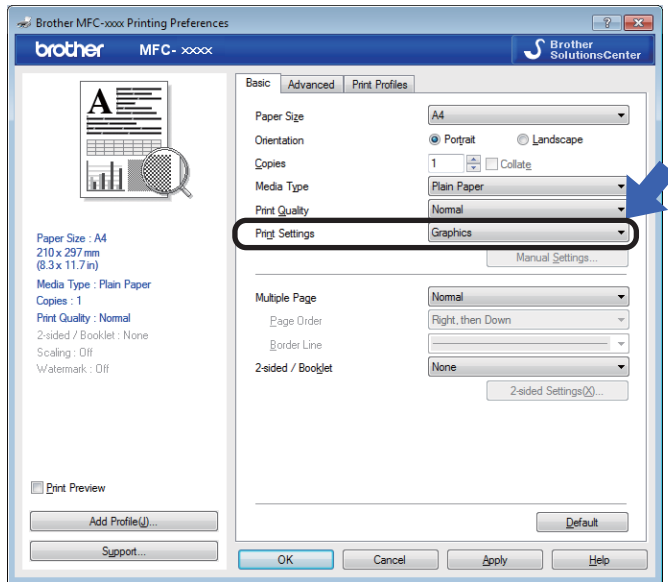 Brother MFC-xxxx Printing Preferences
brother MFC- xxxx
Brother
SolutionsCenter
Basic Advanced Print Profiles
Paper Size A4
Orientation Portrait Landscape
Copies 1 Collate
Media Type Plain Paper
Print Quality Normal
Print Settings Graphics
Manual Settings...
Multiple Page Normal
Page Order Right, then Down
Border Line
2-sided / Booklet None
2-sided Settings(X)...
Default
A
Paper Size : A4
210 x 297 mm
(8.3 x 11.7 in)
Media Type : Plain Paper
Copies : 1
Print Quality : Normal
2-sided / Booklet : None
Scaling : Off
Watermark : Off
Print Preview
Add Profile(J)...
Support...
OK Cancel Apply Help